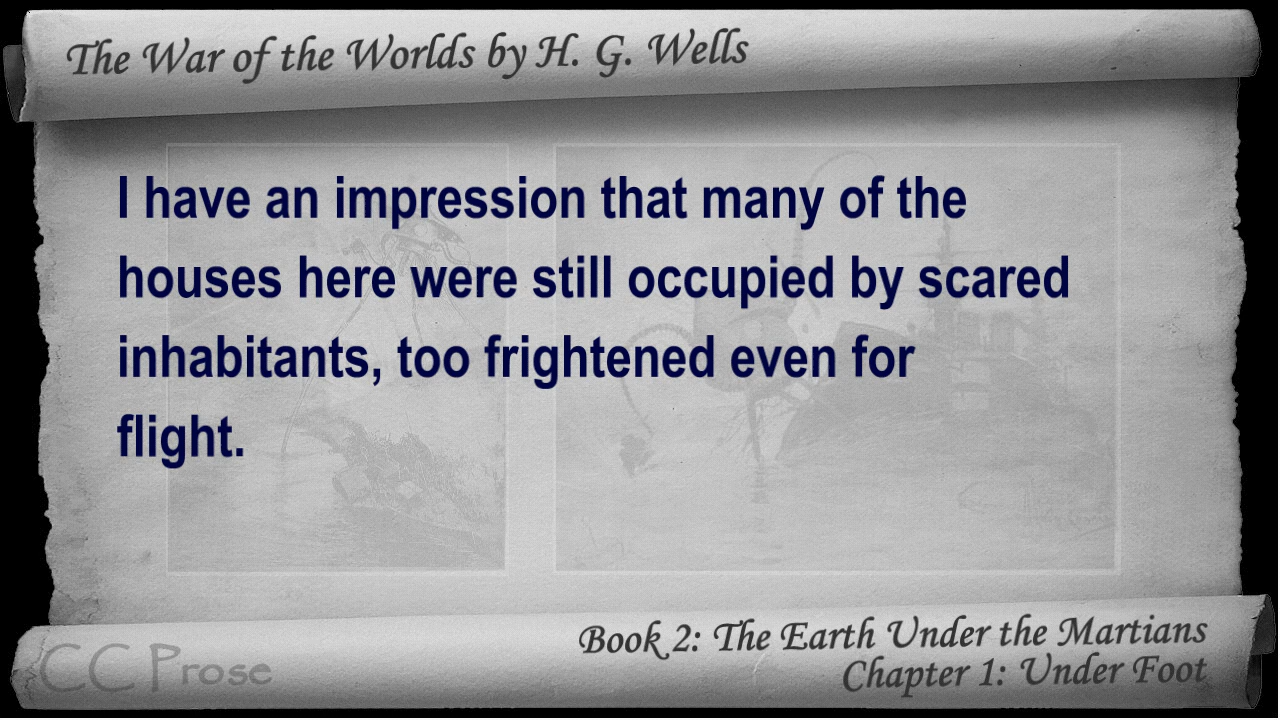 The War of the Worlds by H. G. Wells
I have an impression that many of the
houses here were still occupied by scared
inhabitants, too frightened even for
flight.
Book 2: The Earth Under the Martians
Chapter 1: Under Foot
CC Prose